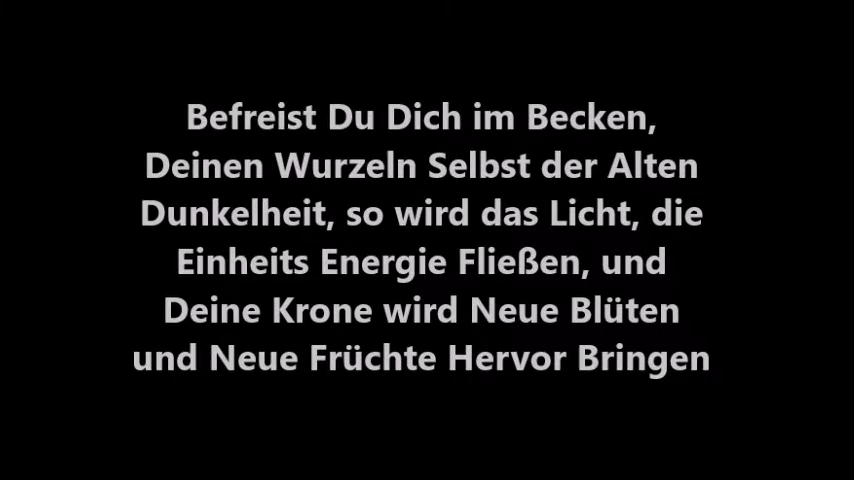 Befreist Du Dich im Becken,
Deinen Wurzeln Selbst der Alten
Dunkelheit, so wird das Licht, die
Einheits Energie Fließen, und
Deine Krone wird Neue Blüten
und Neue Früchte Hervor Bringen